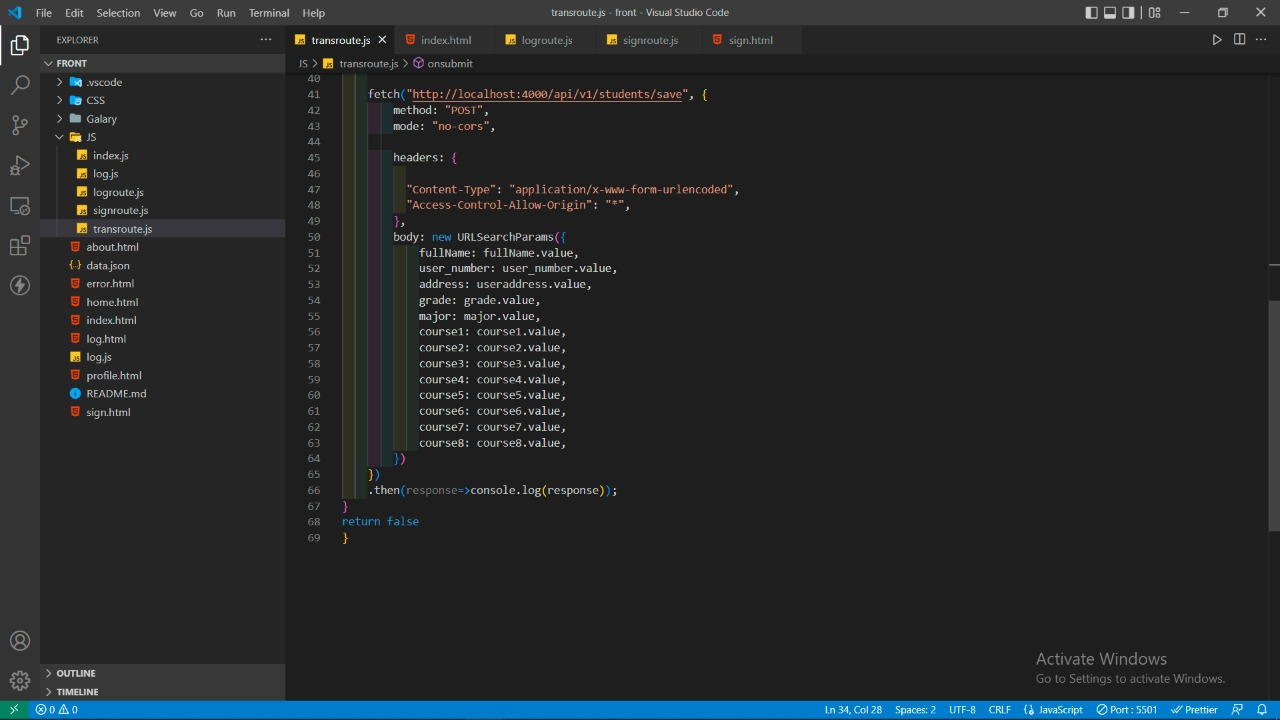 File Edit Selection View Go Run Terminal Help
transroute.js - front - Visual Studio Code
EXPLORER
transroute.js
index.html
logroute.js
signroute.js
sign.html
FRONT
JS > transroute.js > onsubmit
.vscode
CSS
Galary
JS
index.js
log.js
logroute.js
signroute.js
transroute.js
about.html
data.json
error.html
home.html
index.html
log.html
log.js
profile.html
README.md
sign.html
OUTLINE
TIMELINE
40
41 fetch("http://localhost:4000/api/v1/students/save", {
42 method: "POST",
43 mode: "no-cors",
44
45 headers: {
46
47 "Content-Type": "application/x-www-form-urlencoded",
48 "Access-Control-Allow-Origin": "*",
49 },
50 body: new URLSearchParams({
51 fullName: fullName.value,
52 user_number: user_number.value,
53 address: useraddress.value,
54 grade: grade.value,
55 major: major.value,
56 course1: course1.value,
57 course2: course2.value,
58 course3: course3.value,
59 course4: course4.value,
60 course5: course5.value,
61 course6: course6.value,
62 course7: course7.value,
63 course8: course8.value,
64 })
65 })
66 .then(response=>console.log(response));
67 }
68 return false
69 }
Activate Windows
Go to Settings to activate Windows.
0 0
Ln 34, Col 28
Spaces: 2
UTF-8
CRLF
JavaScript
Port : 5501
Prettier